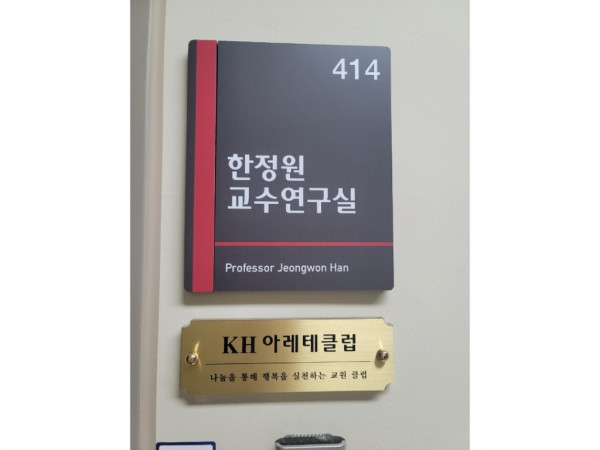 414
한정원
교수연구실
Professor Jeongwon Han
KH 아레테클럽
나눔을 통해 행복을 실천하는 교원 클럽